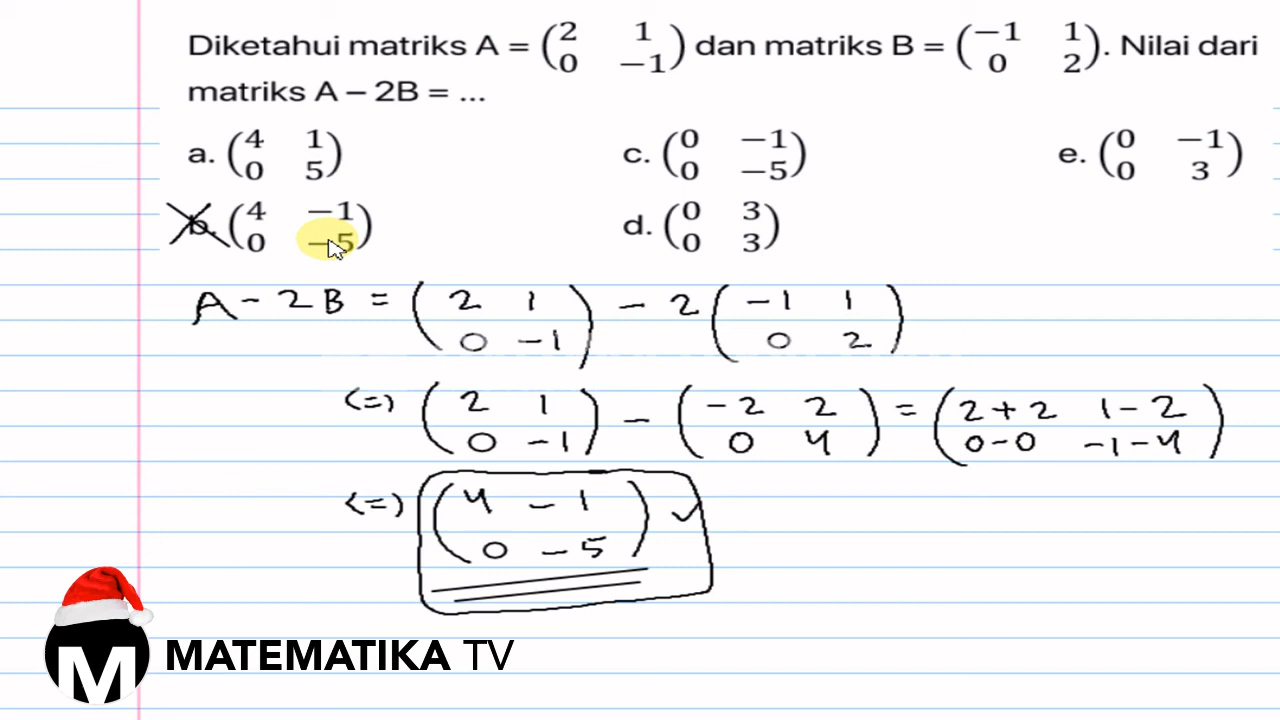 Diketahui matriks A = (2 1 0 −1) dan matriks B = (−1 1 0 2). Nilai dari
matriks A − 2B = ...
a. (4 1 0 5) c. (0 −1 0 −5) e. (0 −1 0 3)
b. (4 −1 0 −5) d. (0 3 0 3)
A - 2B = (2 1 0 -1) - 2 (-1 1 0 2)
(=) (2 1 0 -1) - (-2 2 0 4) = (2+2 1-2 0-0 -1-4)
(=) (4 -1 0 -5) ✓
MATEMATIKA TV
M